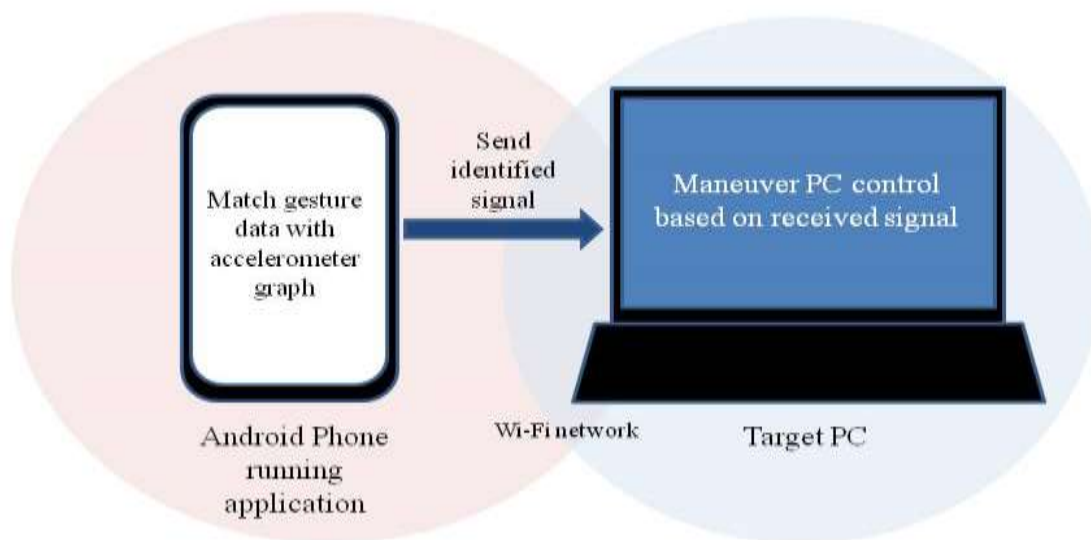 Match gesture
data with
accelerometer
graph
Send
identified
signal
Maneuver PC control
based on received signal
Android Phone
running
application
Wi-Fi network
Target PC